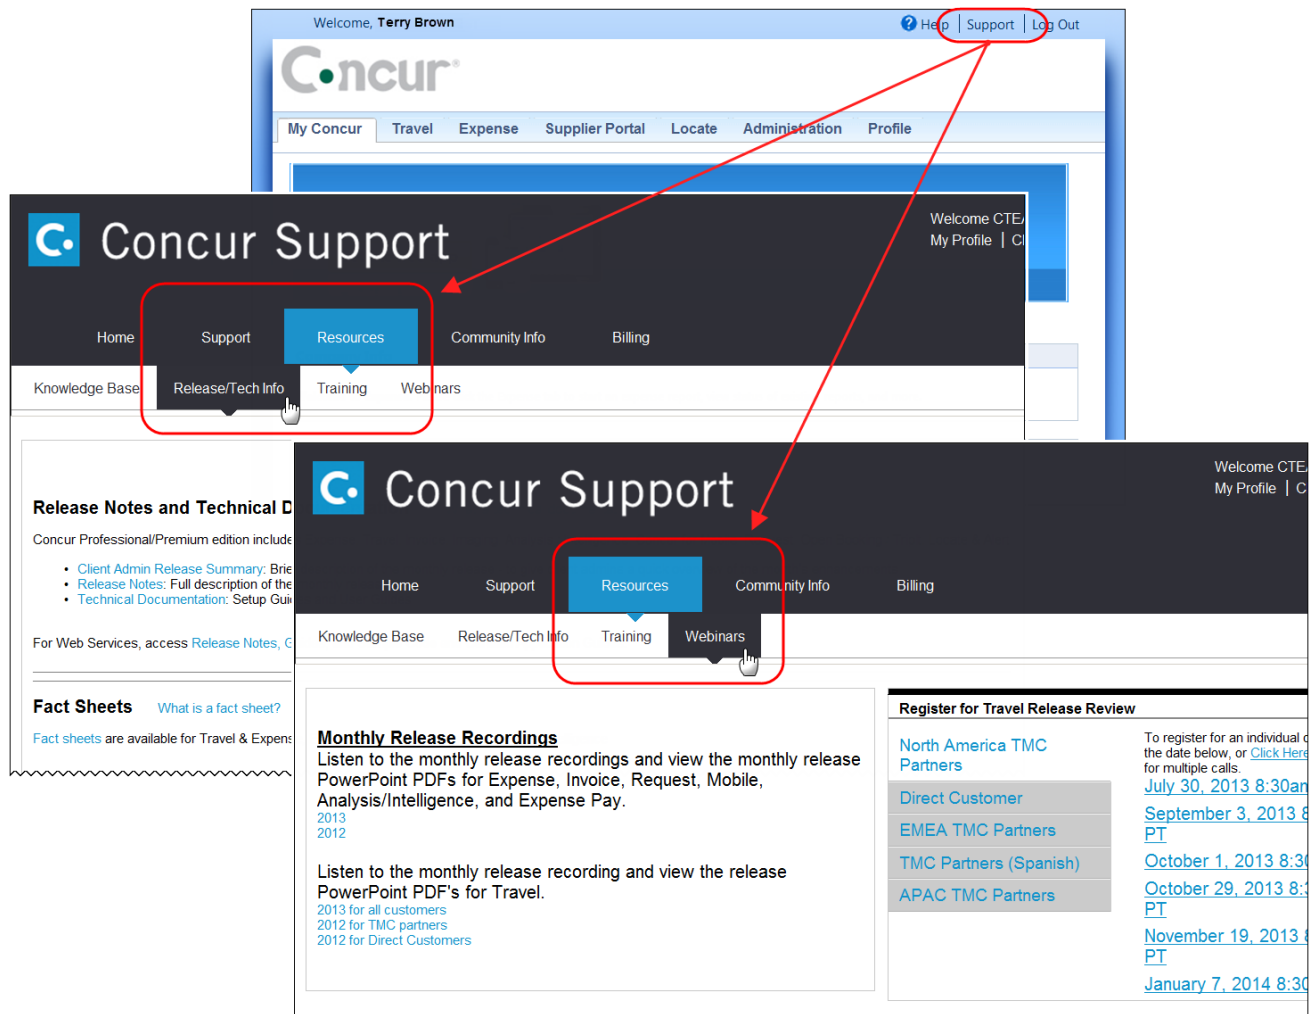 Welcome, Terry Brown
Help | Support | Log Out
Concur
My Concur Travel Expense Supplier Portal Locate Administration Profile
C. Concur Support
Welcome CTE
My Profile |
Home Support Resources Community Info Billing
Knowledge Base Release/Tech Info Training Webinars
Release Notes and Technical D
Concur Professional/Premium edition include
• Client Admin Release Summary: Brie
• Release Notes: Full description of the
• Technical Documentation: Setup Gui
For Web Services, access Release Notes,
Fact Sheets What is a fact sheet?
Fact sheets are available for Travel & Expens
C. Concur Support
Welcome CTE
My Profile | C
Home Support Resources Community Info Billing
Knowledge Base Release/Tech Info Training Webinars
Monthly Release Recordings
Listen to the monthly release recordings and view the monthly release
PowerPoint PDFs for Expense, Invoice, Request, Mobile,
Analysis/Intelligence, and Expense Pay.
2013
2012
Listen to the monthly release recording and view the release
PowerPoint PDF's for Travel.
2013 for all customers
2012 for TMC partners
2012 for Direct Customers
Register for Travel Release Review
North America TMC
Partners
Direct Customer
EMEA TMC Partners
TMC Partners (Spanish)
APAC TMC Partners
To register for an individual c
the date below, or Click Here
for multiple calls.
July 30, 2013 8:30am
September 3, 2013 8
PT
October 1, 2013 8:30
October 29, 2013 8:3
PT
November 19, 2013 8
PT
January 7, 2014 8:30